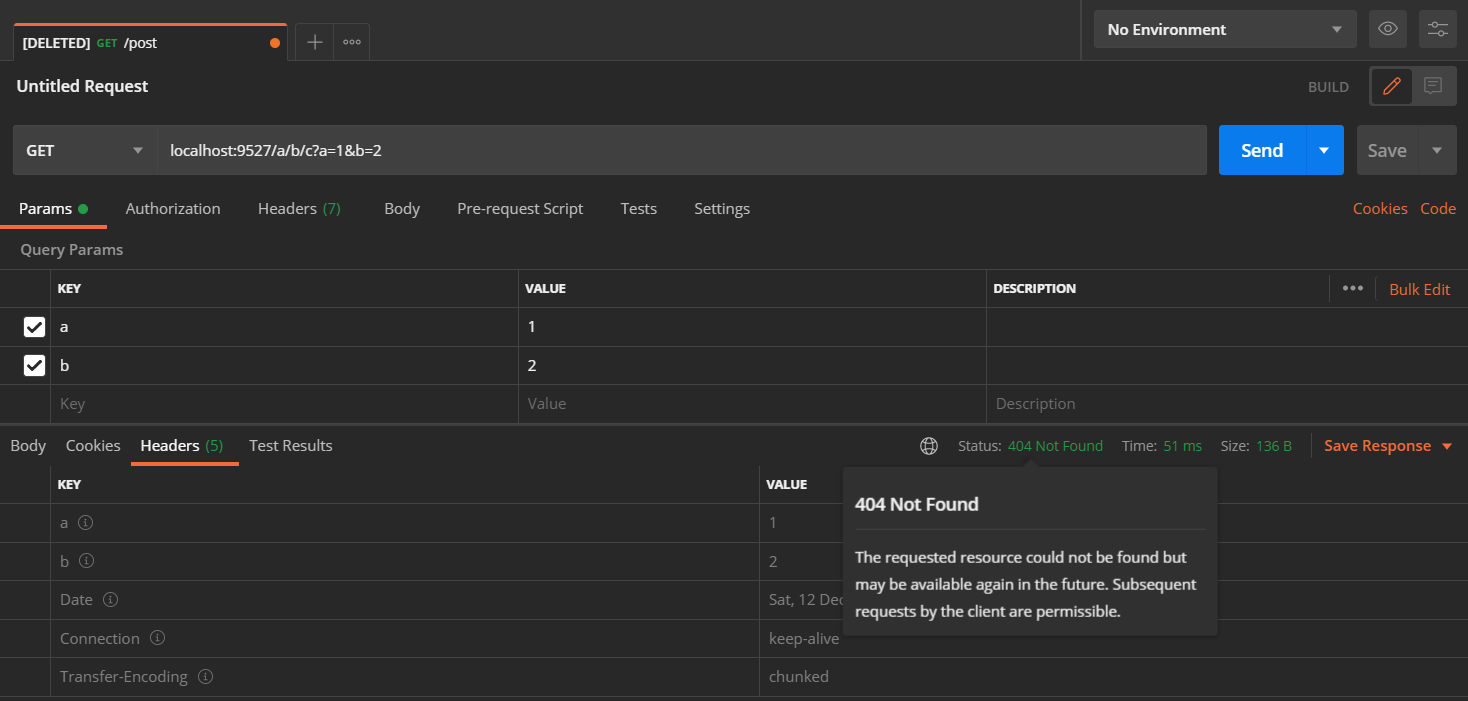 [DELETED] GET /post
No Environment
Untitled Request
BUILD
GET
localhost:9527/a/b/c?a=1&b=2
Send
Save
Params
Authorization
Headers (7)
Body
Pre-request Script
Tests
Settings
Cookies
Code
Query Params
KEY
VALUE
DESCRIPTION
Bulk Edit
a
1
b
2
Key
Value
Description
Body
Cookies
Headers (5)
Test Results
Status: 404 Not Found
Time: 51 ms
Size: 136 B
Save Response
KEY
VALUE
a
1
b
2
Date
Sat, 12 Dec
Connection
keep-alive
Transfer-Encoding
chunked
404 Not Found
The requested resource could not be found but
may be available again in the future. Subsequent
requests by the client are permissible.